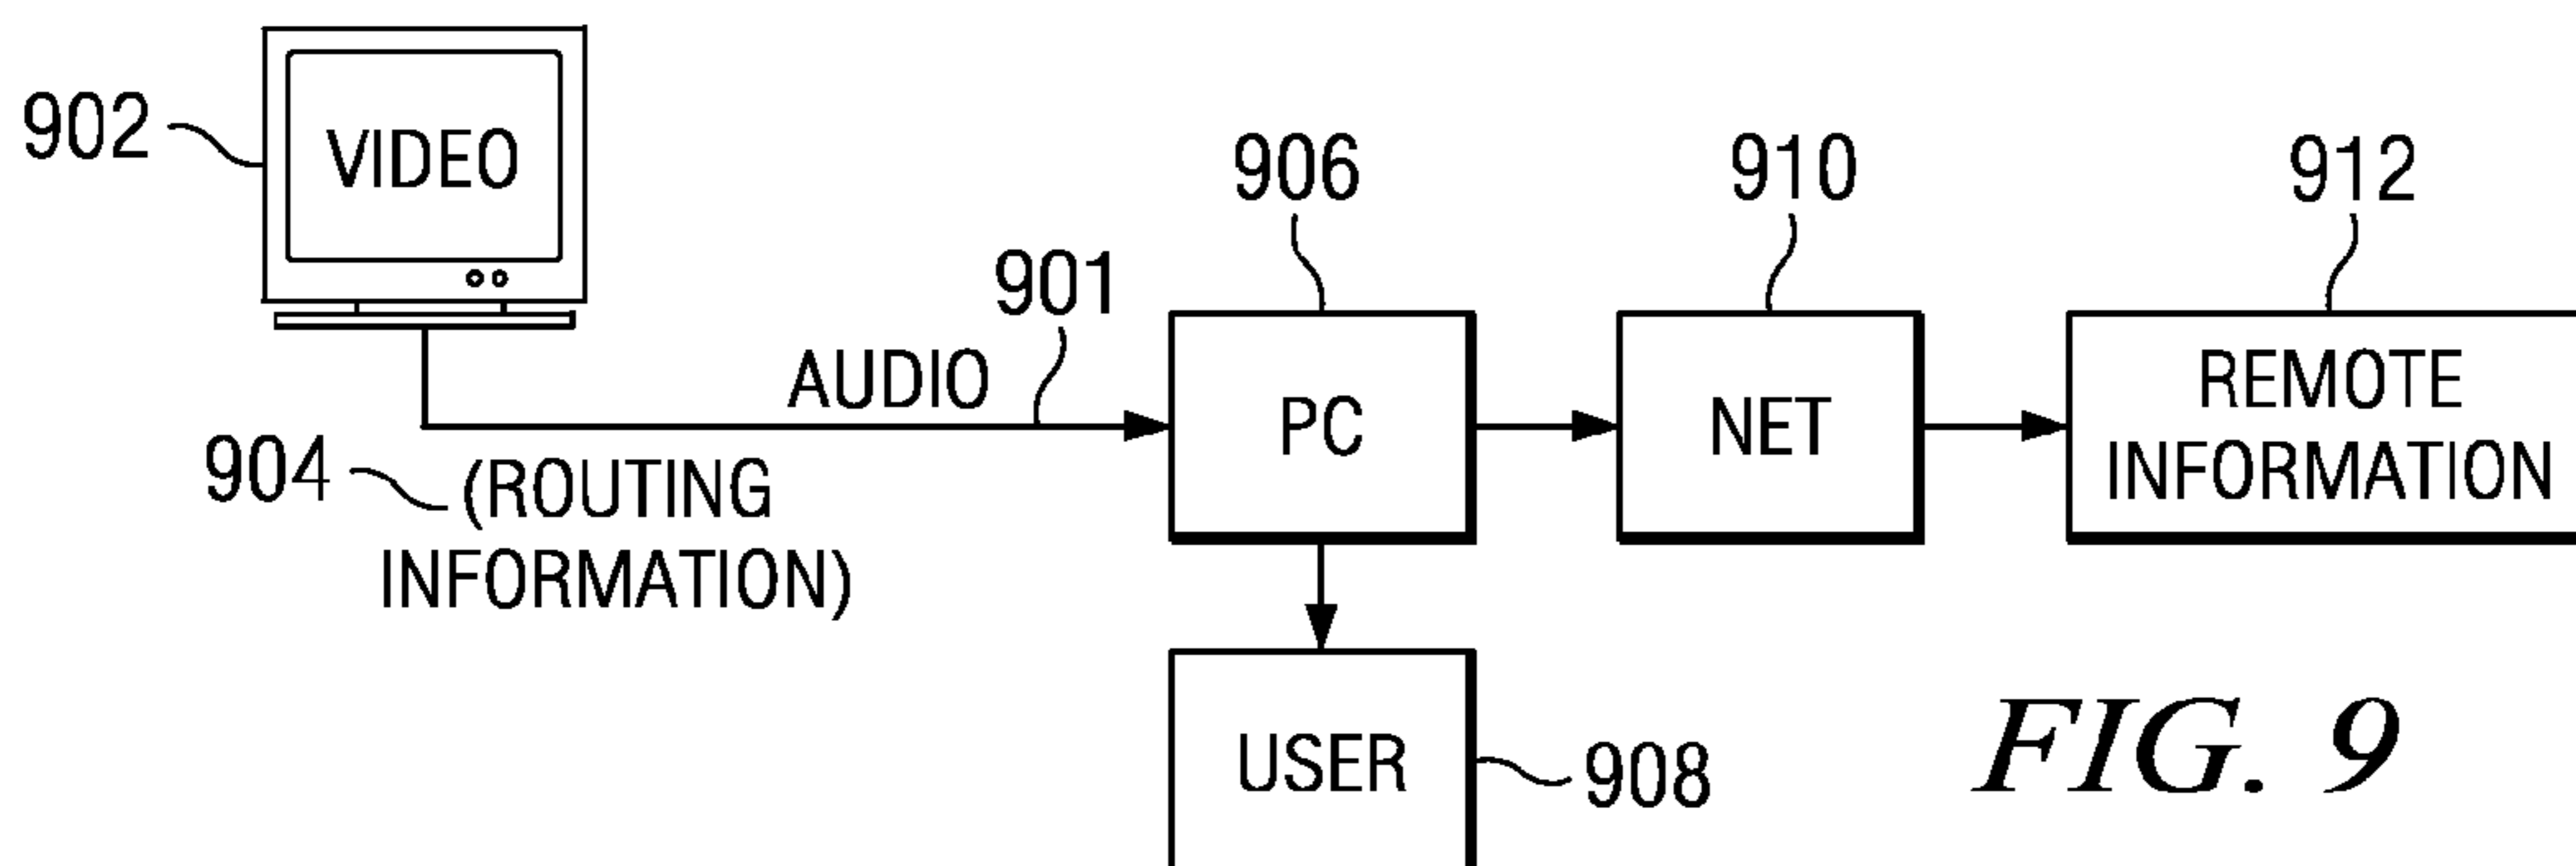 902
VIDEO
904
(ROUTING
INFORMATION)
AUDIO
901
906
PC
910
NET
912
REMOTE
INFORMATION
USER
908
FIG. 9